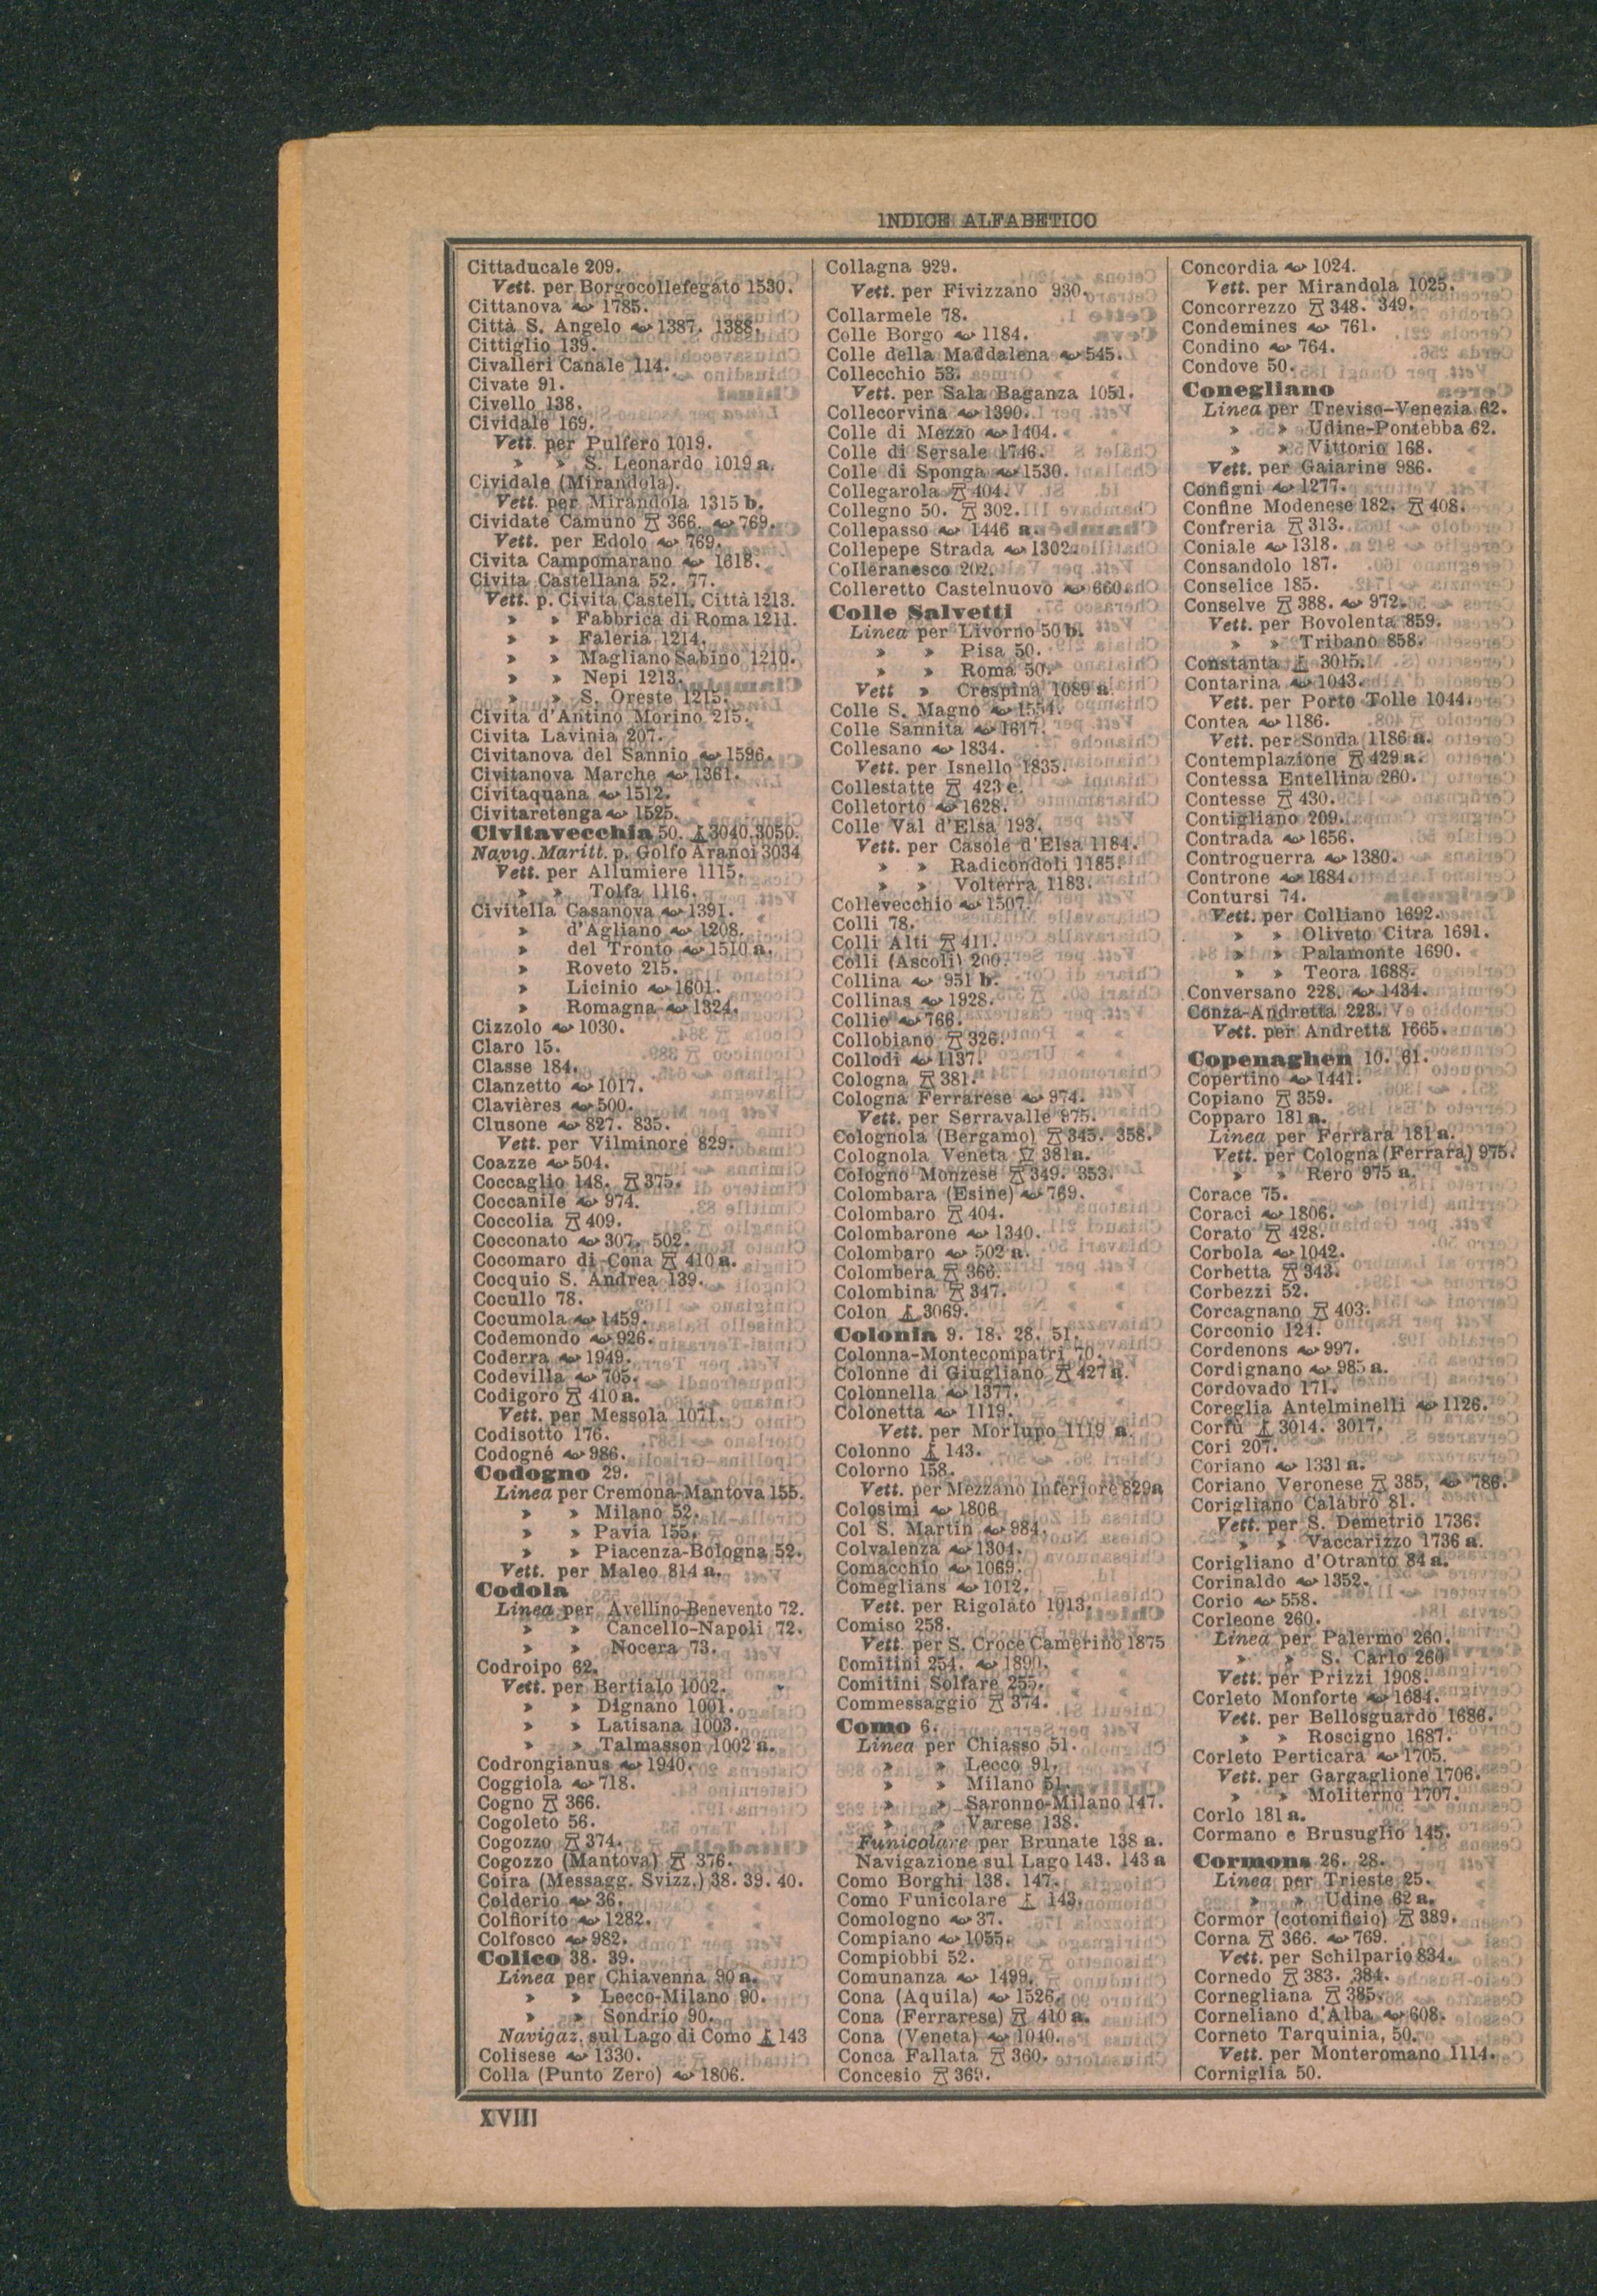 INDICE ALFABETICO
Cittaducale 209.
Vett. per Borgocollefegato 1530.
Cittanova 1785.
Città S. Angelo 1387. 1388.
Cittiglio 139.
Civalleri Canale 114.
Civate 91.
Civello 138.
Cividale 169.
Vett. per Pulfero 1019.
» » S. Leonardo 1019 a.
Cividale (Mirandola).
Vett. per Mirandola 1315 b.
Cividate Camuno 366. 769.
Vett. per Edolo 769.
Civita Campomarano 1618.
Civita Castellana 52. 77.
Vett. p. Civita Castell. Città 1213.
» » Fabbrica di Roma 1211.
» » Faleria 1214.
» » Magliano Sabino 1210.
» » Nepi 1213.
» » S. Oreste 1215.
Civita d'Antino Morino 215.
Civita Lavinia 207.
Civitanova del Sannio 1596.
Civitanova Marche 1361.
Civitaquana 1512.
Civitaretenga 1525.
Civitavecchia 50. 3040.3050.
Navig. Maritt. p. Golfo Aranci 3034
Vett. per Allumiere 1115.
» » Tolfa 1116.
Civitella Casanova 1391.
» d'Agliano 1208.
» del Tronto 1510 a.
» Roveto 215.
» Licinio 1601.
» Romagna 1324.
Cizzolo 1030.
Claro 15.
Classe 184.
Clanzetto 1017.
Clavières 500.
Clusone 827. 835.
Vett. per Vilminore 829.
Coazze 504.
Coccaglio 148. 375.
Coccanile 974.
Coccolia 409.
Cocconato 307. 502.
Cocomaro di Cona 410 a.
Cocquio S. Andrea 139.
Cocullo 78.
Cocumola 1459.
Codemondo 926.
Coderra 1949.
Codevilla 705.
Codigoro 410 a.
Vett. per Messola 1071.
Codisotto 176.
Codogné 986.
Codogno 29.
Linea per Cremona-Mantova 155.
» » Milano 52.
» » Pavia 155.
» » Piacenza-Bologna 52.
Vett. per Maleo 814 a.
Codola
Linea per Avellino-Benevento 72.
» » Cancello-Napoli 72.
» » Nocera 73.
Codroipo 62.
Vett. per Bertialo 1002.
» » Dignano 1001.
» » Latisana 1003.
» » Talmasson 1002 a.
Codrongianus 1940.
Coggiola 718.
Cogno 366.
Cogoleto 56.
Cogozzo 374.
Cogozzo (Mantova) 376.
Coira (Messagg. Svizz.) 38. 39. 40.
Colderio 36.
Colfiorito 1282.
Colfosco 982.
Colico 38. 39.
Linea per Chiavenna 90 a.
» » Lecco-Milano 90.
» » Sondrio 90.
Navigaz. sul Lago di Como 143
Colisese 1330.
Colla (Punto Zero) 1806.
Collagna 929.
Vett. per Fivizzano 930.
Collarmele 78.
Colle Borgo 1184.
Colle della Maddalena 545.
Collecchio 53.
Vett. per Sala Baganza 1051.
Collecorvina 1390.
Colle di Mezzo 1404.
Colle di Sersale 1746.
Colle di Sponga 1530.
Collegarola 404.
Collegno 50. 302.
Collepasso 1446 a.
Collepepe Strada 1302.
Colleranesco 202.
Colleretto Castelnuovo 660.
Colle Salvetti
Linea per Livorno 50 b.
» » Pisa 50.
» » Roma 50.
Vett » Crespina 1089 a.
Colle S. Magno 1554.
Colle Sannita 1617.
Collesano 1834.
Vett. per Isnello 1835.
Collestatte 423 e.
Colletorto 1628.
Colle Val d'Elsa 193.
Vett. per Casole d'Elsa 1184.
» » Radicondoli 1185.
» » Volterra 1183.
Collevecchio 1507.
Colli 78.
Colli Alti 411.
Colli (Ascoli) 200.
Collina 951 b.
Collinas 1928.
Collio 766.
Collobiano 326.
Collodi 1137.
Cologna 381.
Cologna Ferrarese 974.
Vett. per Serravalle 975.
Colognola (Bergamo) 345. 358.
Colognola Veneta 381a.
Cologno Monzese 349. 353.
Colombara (Esine) 769.
Colombaro 404.
Colombarone 1340.
Colombaro 502 a.
Colombera 366.
Colombina 347.
Colon 3069.
Colonia 9. 18. 28. 51.
Colonna-Montecompatri 70.
Colonne di Giugliano 427 a.
Colonnella 1377.
Colonetta 1119.
Vett. per Morlupo 1119 a.
Colonno 143.
Colorno 158.
Vett. per Mezzano Inferiore 829a
Colosimi 1806
Col S. Martin 984.
Colvalenza 1304.
Comacchio 1069.
Comeglians 1012.
Vett. per Rigolato 1013.
Comiso 258.
Vett. per S. Croce Camerino 1875
Comitini 254. 1890.
Comitini Solfare 255.
Commessaggio 374.
Como 6.
Linea per Chiasso 51.
» » Lecco 91.
» » Milano 51.
» » Saronno-Milano 147.
» » Varese 138.
Funicolare per Brunate 138 a.
Navigazione sul Lago 143. 143 a
Como Borghi 138. 147.
Como Funicolare 143.
Comologno 37.
Compiano 1055.
Compiobbi 52.
Comunanza 1499.
Cona (Aquila) 1526.
Cona (Ferrarese) 410 a.
Cona (Veneta) 1040.
Conca Fallata 360.
Concesio 369.
Concordia 1024.
Vett. per Mirandola 1025.
Concorrezzo 348. 349.
Condemines 761.
Condino 764.
Condove 50.
Conegliano
Linea per Treviso-Venezia 62.
» » Udine-Pontebba 62.
» » Vittorio 168.
Vett. per Gaiarine 986.
Configni 1277.
Confine Modenese 182. 408.
Confreria 313.
Coniale 1318.
Consandolo 187.
Conselice 185.
Conselve 388. 972.
Vett. per Bovolenta 859.
» » Tribano 858.
Constanta 3015.
Contarina 1043.
Vett. per Porto Tolle 1044.
Contea 1186.
Vett. per Sonda 1186 a.
Contemplazione 429 a.
Contessa Entellina 260.
Contesse 430.
Contigliano 209.
Contrada 1656.
Controguerra 1380.
Controne 1684.
Contursi 74.
Vett. per Colliano 1692.
» » Oliveto Citra 1691.
» » Palamonte 1690.
» » Teora 1688.
Conversano 228. 1434.
Conza-Andretta 223.
Vett. per Andretta 1665.
Copenaghen 10. 61.
Copertino 1441.
Copiano 359.
Copparo 181 a.
Linea per Ferrara 181 a.
Vett. per Cologna (Ferrara) 975.
» » Rero 975 a.
Corace 75.
Coraci 1806.
Corato 428.
Corbola 1042.
Corbetta 343.
Corbezzi 52.
Corcagnano 403.
Corconio 124.
Cordenons 997.
Cordignano 985 a.
Cordovado 171.
Coreglia Antelminelli 1126.
Corfù 3014. 3017.
Cori 207.
Coriano 1331 a.
Coriano Veronese 385, 786.
Corigliano Calabro 81.
Vett. per S. Demetrio 1736.
» » Vaccarizzo 1736 a.
Corigliano d'Otranto 84 a.
Corinaldo 1352.
Corio 558.
Corleone 260.
Linea per Palermo 260.
» » S. Carlo 260
Vett. per Prizzi 1908.
Corleto Monforte 1684.
Vett. per Bellosguardo 1686.
» » Roscigno 1687.
Corleto Perticara 1705.
Vett. per Gargaglione 1706.
» » Moliterno 1707.
Corlo 181 a.
Cormano e Brusuglio 145.
Cormons 26. 28.
Linea per Trieste 25.
» » Udine 62 a.
Cormor (cotonificio) 389.
Corna 366. 769.
Vett. per Schilpario 834.
Cornedo 383. 384.
Cornegliana 385.
Corneliano d'Alba 608.
Corneto Tarquinia, 50.
Vett. per Monteromano 1114.
Corniglia 50.
XVIII